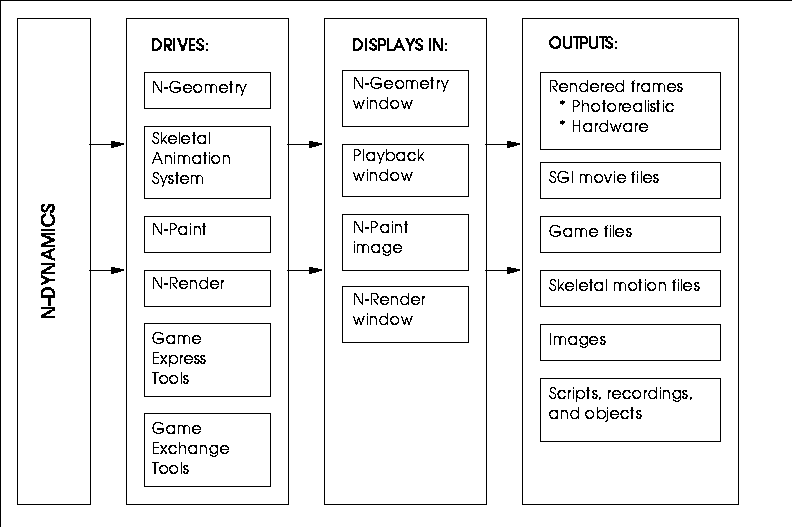 N-DYNAMICS
DRIVES:
N-Geometry
Skeletal
Animation
System
N-Paint
N-Render
Game
Express
Tools
Game
Exchange
Tools
DISPLAYS IN:
N-Geometry
window
Playback
window
N-Paint
image
N-Render
window
OUTPUTS:
Rendered frames
* Photorealistic
* Hardware
SGI movie files
Game files
Skeletal motion files
Images
Scripts, recordings,
and objects